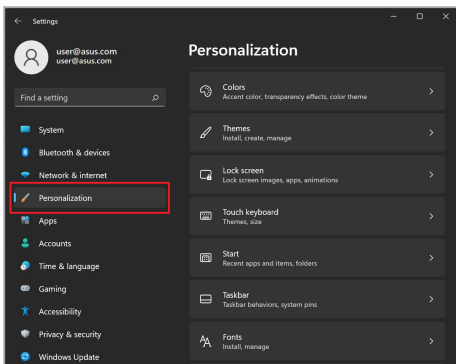 Settings
user@asus.com
user@asus.com
Find a setting
System
Bluetooth & devices
Network & internet
Personalization
Apps
Accounts
Time & language
Gaming
Accessibility
Privacy & security
Windows Update
Personalization
Colors
Accent color, transparency effects, color theme
Themes
Install, create, manage
Lock screen
Lock screen images, apps, animations
Touch keyboard
Themes, size
Start
Recent apps and items, folders
Taskbar
Taskbar behaviors, system pins
Fonts
Install, manage